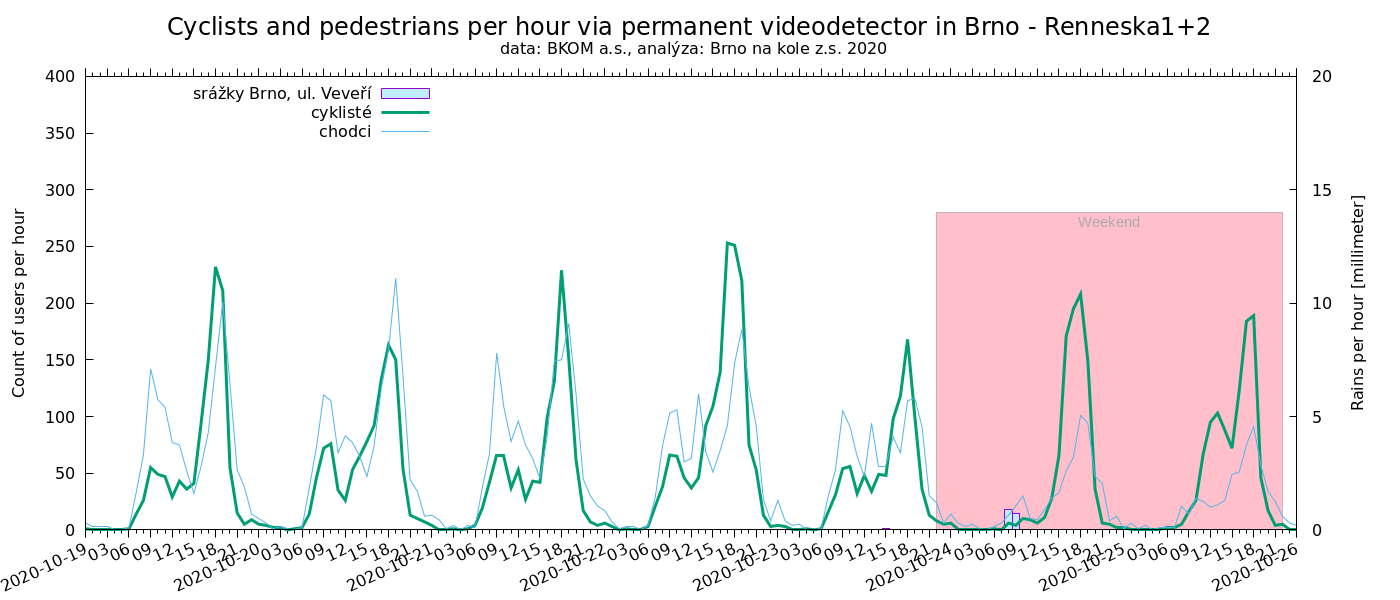 Cyclists and pedestrians per hour via permanent videodetector in Brno - Renneska1+2
data: BKOM a.s., analýza: Brno na kole z.s. 2020
srážky Brno, ul. Veveří
cyklisté
chodci
Weekend
Count of users per hour
400
350
300
250
200
150
100
50
0
Rains per hour [millimeter]
20
15
10
5
0
2020-10-19 03 06 09 12 15 18 21 2020-10-20 03 06 09 12 15 18 21 2020-10-21 03 06 09 12 15 18 21 2020-10-22 03 06 09 12 15 18 21 2020-10-23 03 06 09 12 15 18 21 2020-10-24 03 06 09 12 15 18 21 2020-10-25 03 06 09 12 15 18 21 2020-10-26